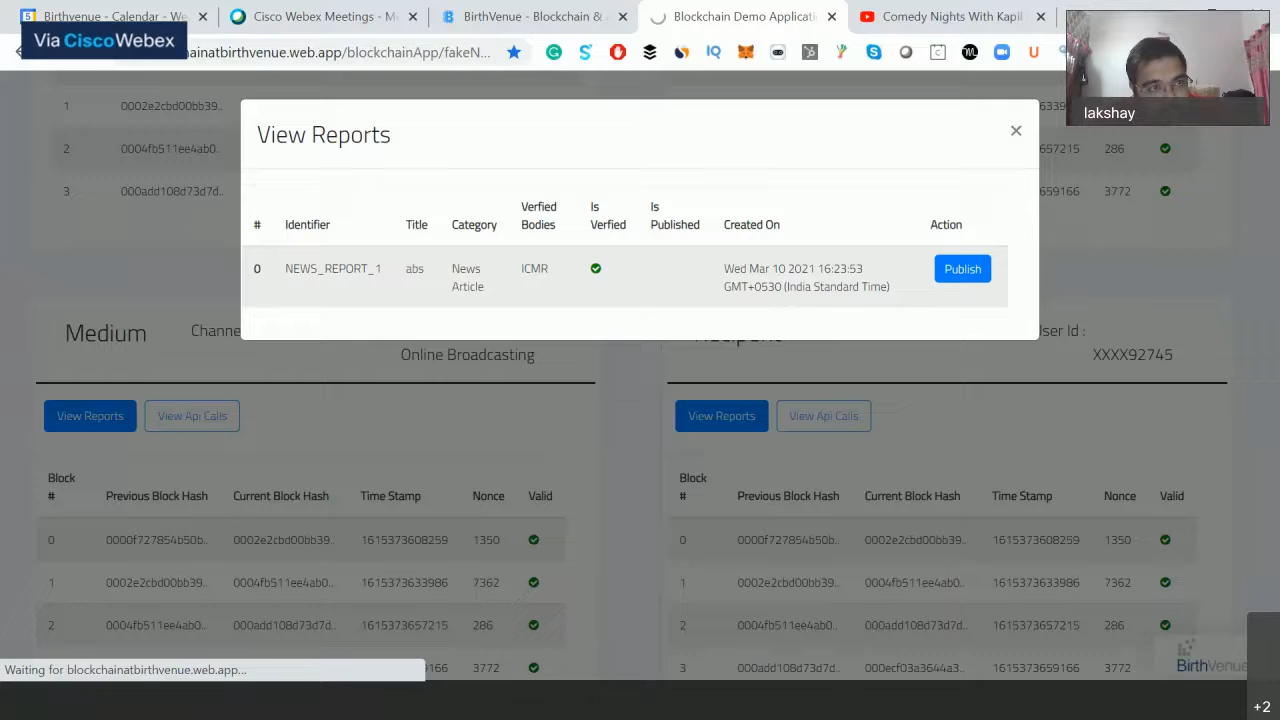 Birthvenue - Calendar - We
Cisco Webex Meetings - M
BirthVenue - Blockchain &
Blockchain Demo Applicati
Comedy Nights With Kapil
Via CiscoWebex
ainatbirthvenue.web.app/blockchainApp/fakeN...
lakshay
1 0002e2cbd00bb39..
2 0004fb511ee4ab0.. 657215 286
3 000add108d73d7d.. 659166 3772
View Reports
# Identifier Title Category Verfied Bodies Is Verfied Is Published Created On Action
0 NEWS_REPORT_1 abs News Article ICMR Wed Mar 10 2021 16:23:53 Publish
GMT+0530 (India Standard Time)
Medium Channe
Online Broadcasting
User Id :
XXXX92745
View Reports View Api Calls
View Reports View Api Calls
Block
# Previous Block Hash Current Block Hash Time Stamp Nonce Valid
0 0000f727854b50b.. 0002e2cbd00bb39.. 1615373608259 1350
1 0002e2cbd00bb39.. 0004fb511ee4ab0.. 1615373633986 7362
2 0004fb511ee4ab0.. 000add108d73d7d.. 1615373657215 286
166 3772
Block
# Previous Block Hash Current Block Hash Time Stamp Nonce Valid
0 0000f727854b50b.. 0002e2cbd00bb39.. 1615373608259 1350
1 0002e2cbd00bb39.. 0004fb511ee4ab0.. 1615373633986 7362
2 0004fb511ee4ab0.. 000add108d73d7d.. 1615373657215 286
3 000add108d73d7d.. 000ecf03a3644a3.. 1615373659166 3772
Waiting for blockchainatbirthvenue.web.app...
BirthVenue
+2